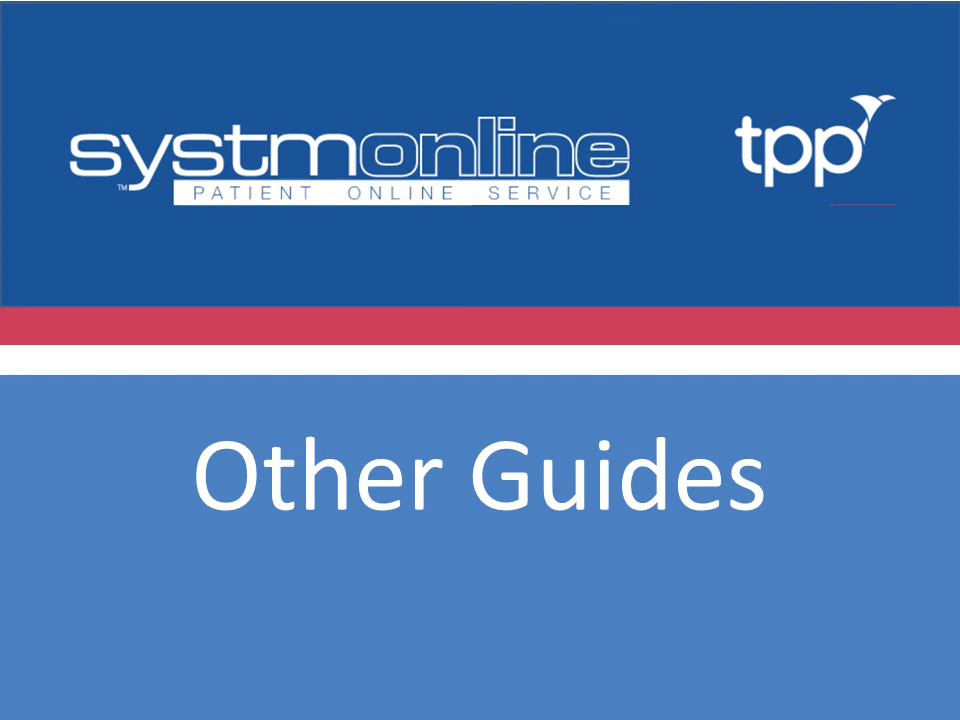 systmonline
™
PATIENT ONLINE SERVICE
tpp
Other Guides